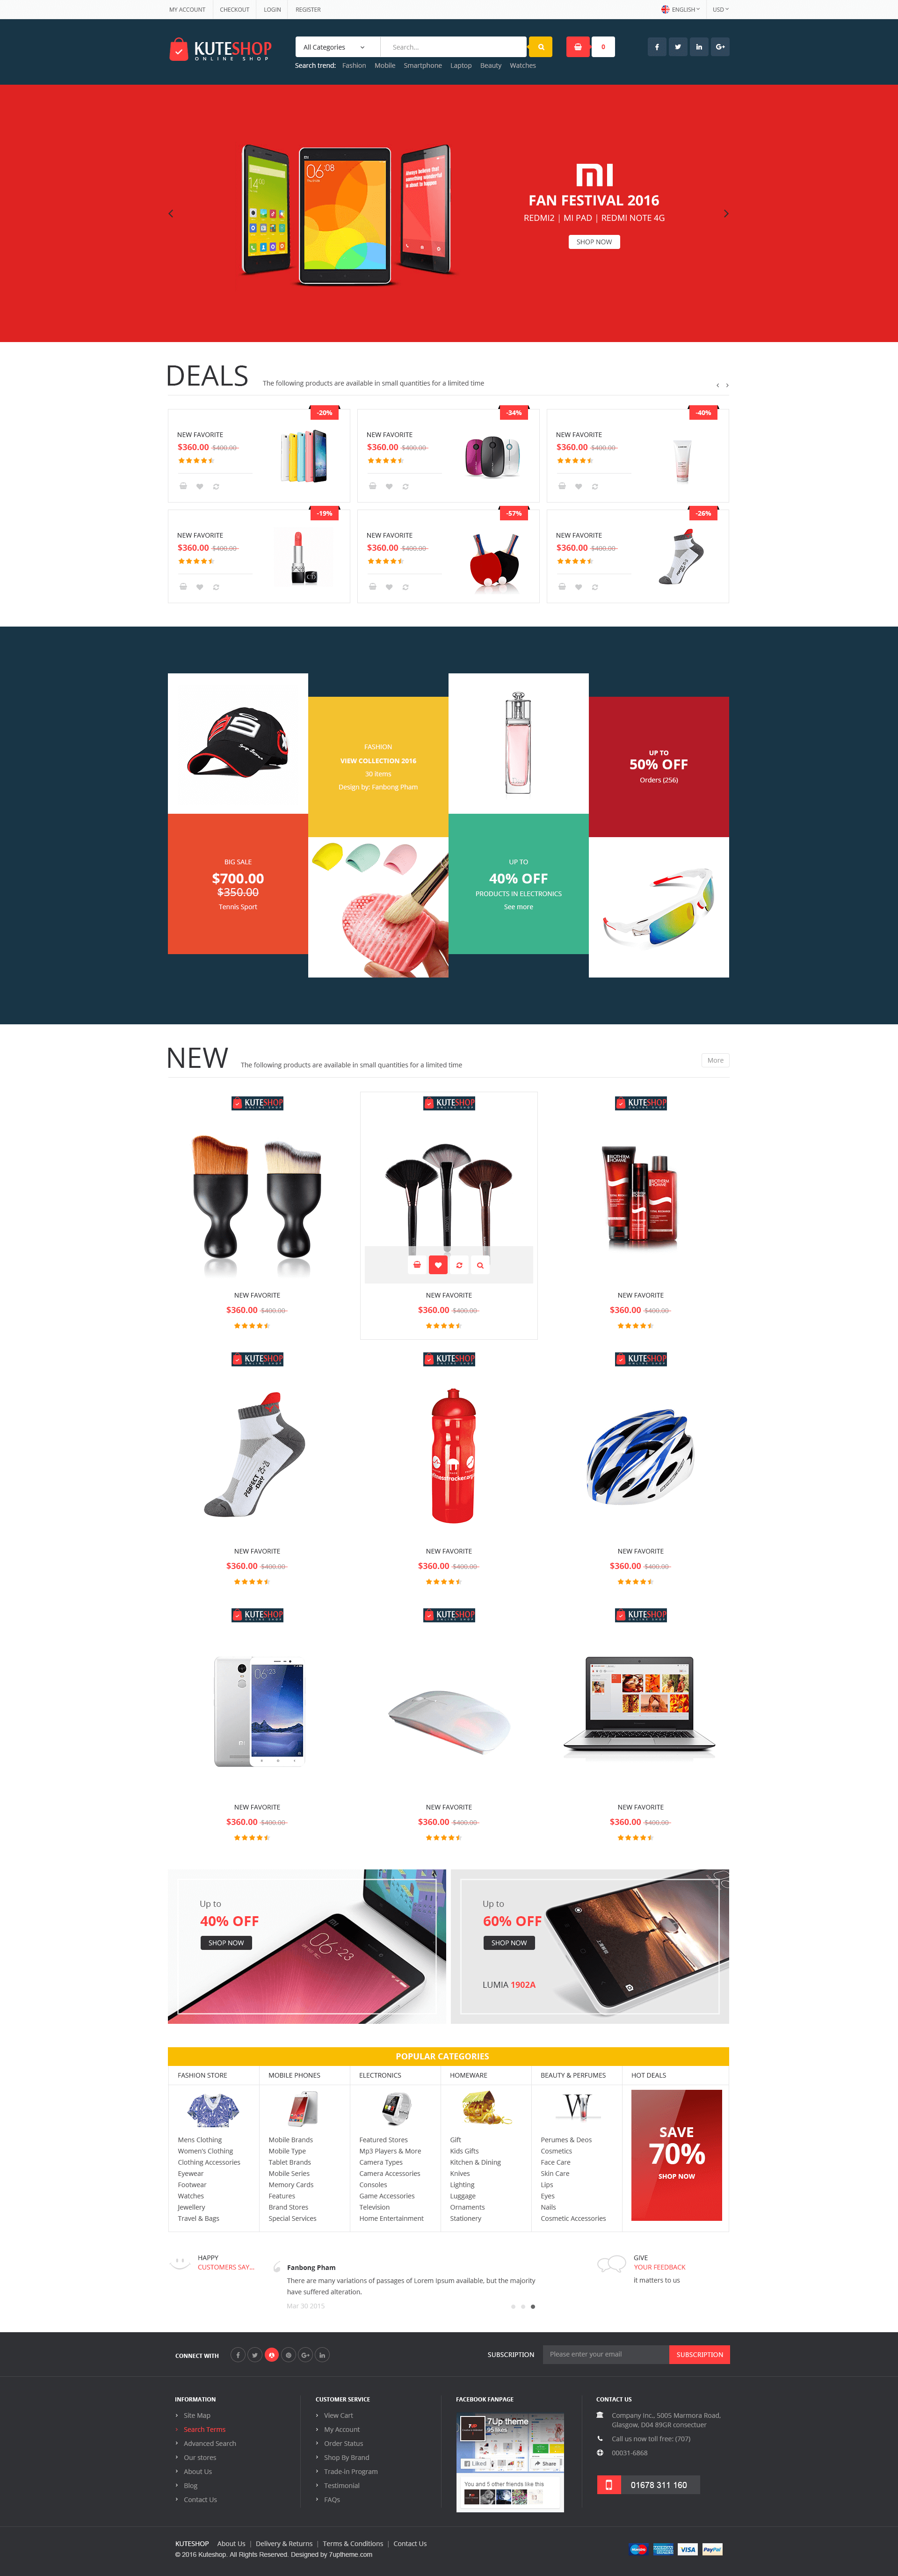 MY ACCOUNT CHECKOUT LOGIN REGISTER ENGLISH USD
KUTESHOP
ONLINE SHOP
All Categories Search... 0
Search trend: Fashion Mobile Smartphone Laptop Beauty Watches
FAN FESTIVAL 2016
REDMI2 | MI PAD | REDMI NOTE 4G
SHOP NOW
DEALS The following products are available in small quantities for a limited time
-20% -34% -40%
NEW FAVORITE NEW FAVORITE NEW FAVORITE
$360.00 $400.00 $360.00 $400.00 $360.00 $400.00
-19% -57% -26%
NEW FAVORITE NEW FAVORITE NEW FAVORITE
$360.00 $400.00 $360.00 $400.00 $360.00 $400.00
FASHION
VIEW COLLECTION 2016
30 items
Design by: Fanbong Pham
UP TO
50% OFF
Orders (256)
BIG SALE
$700.00
$350.00
Tennis Sport
UP TO
40% OFF
PRODUCTS IN ELECTRONICS
See more
NEW The following products are available in small quantities for a limited time More
KUTESHOP KUTESHOP KUTESHOP
NEW FAVORITE NEW FAVORITE NEW FAVORITE
$360.00 $400.00 $360.00 $400.00 $360.00 $400.00
KUTESHOP KUTESHOP KUTESHOP
NEW FAVORITE NEW FAVORITE NEW FAVORITE
$360.00 $400.00 $360.00 $400.00 $360.00 $400.00
KUTESHOP KUTESHOP KUTESHOP
NEW FAVORITE NEW FAVORITE NEW FAVORITE
$360.00 $400.00 $360.00 $400.00 $360.00 $400.00
Up to
40% OFF
SHOP NOW
Up to
60% OFF
SHOP NOW
LUMIA 1902A
POPULAR CATEGORIES
FASHION STORE MOBILE PHONES ELECTRONICS HOMEWARE BEAUTY & PERFUMES HOT DEALS
Mens Clothing Mobile Brands Featured Stores Gift Perumes & Deos
Women's Clothing Mobile Type Mp3 Players & More Kids Gifts Cosmetics
Clothing Accessories Tablet Brands Camera Types Kitchen & Dining Face Care
Eyewear Mobile Series Camera Accessories Knives Skin Care
Footwear Memory Cards Consoles Lighting Lips
Watches Features Game Accessories Luggage Eyes
Jewellery Brand Stores Television Ornaments Nails
Travel & Bags Special Services Home Entertainment Stationery Cosmetic Accessories
SAVE
70%
SHOP NOW
HAPPY
CUSTOMERS SAY...
Fanbong Pham
There are many variations of passages of Lorem Ipsum available, but the majority
have suffered alteration.
Mar 30 2015
GIVE
YOUR FEEDBACK
it matters to us
CONNECT WITH SUBSCRIPTION Please enter your email SUBSCRIPTION
INFORMATION
Site Map
Search Terms
Advanced Search
Our stores
About Us
Blog
Contact Us
CUSTOMER SERVICE
View Cart
My Account
Order Status
Shop By Brand
Trade-in Program
Testimonial
FAQs
FACEBOOK FANPAGE
7Up theme
Liked Share
You and 5 other friends like this
CONTACT US
Company Inc., 5005 Marmora Road,
Glasgow, D04 89GR consectuer
Call us now toll free: (707)
00031-6868
01678 311 160
KUTESHOP About Us | Delivery & Returns | Terms & Conditions | Contact Us
© 2016 Kuteshop. All Rights Reserved. Designed by 7uptheme.com
VISA PayPal